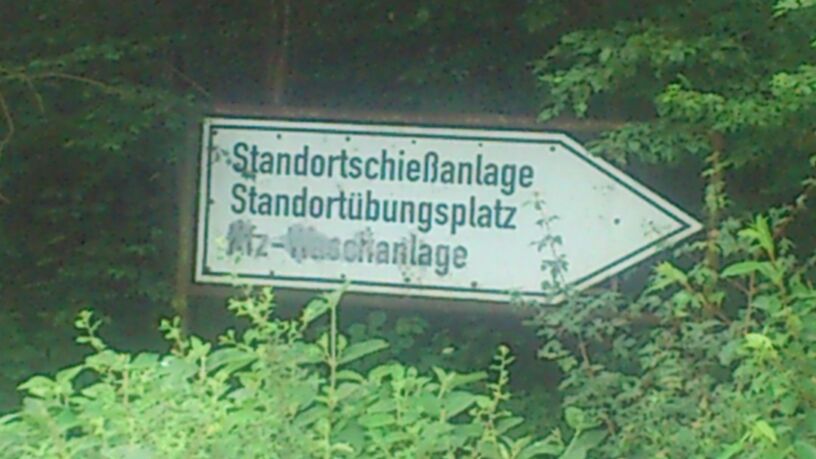 Standortschießanlage
Standortübungsplatz
Kfz-Waschanlage